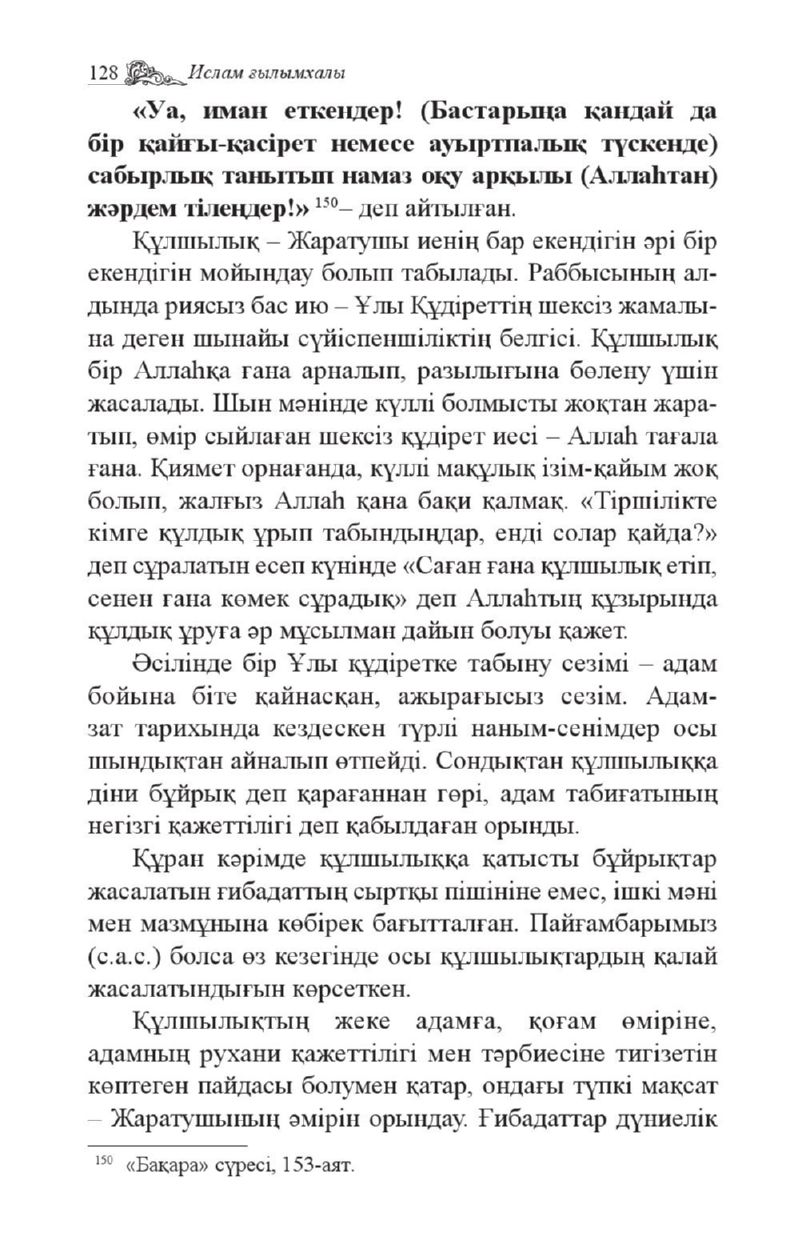 128 Ислам ғылымхалы
«Уа, иман еткендер! (Бастарыңа қандай да
бір қайғы-қасірет немесе ауыртпалық түскенде)
сабырлық танытып намаз оқу арқылы (Аллаһтан)
жәрдем тілеңдер!» 150– деп айтылған.
Құлшылық – Жаратушы иенің бар екендігін әрі бір
екендігін мойындау болып табылады. Раббысының ал-
дында риясыз бас ию – Ұлы Құдіреттің шексіз жамалы-
на деген шынайы сүйіспеншіліктің белгісі. Құлшылық
бір Аллаһқа ғана арналып, разылығына бөлену үшін
жасалады. Шын мәнінде күллі болмысты жоқтан жара-
тып, өмір сыйлаған шексіз құдірет иесі – Аллаһ тағала
ғана. Қиямет орнағанда, күллі мақұлық ізім-қайым жоқ
болып, жалғыз Аллаһ қана бақи қалмақ. «Тіршілікте
кімге құлдық ұрып табындыңдар, енді солар қайда?»
деп сұралатын есеп күнінде «Саған ғана құлшылық етіп,
сенен ғана көмек сұрадық» деп Аллаһтың құзырында
құлдық ұруға әр мұсылман дайын болуы қажет.
Әсілінде бір Ұлы құдіретке табыну сезімі – адам
бойына біте қайнасқан, ажырағысыз сезім. Адам-
зат тарихында кездескен түрлі наным-сенімдер осы
шындықтан айналып өтпейді. Сондықтан құлшылыққа
діни бұйрық деп қарағаннан гөрі, адам табиғатының
негізгі қажеттілігі деп қабылдаған орынды.
Құран кәрімде құлшылыққа қатысты бұйрықтар
жасалатын ғибадаттың сыртқы пішініне емес, ішкі мәні
мен мазмұнына көбірек бағытталған. Пайғамбарымыз
(с.а.с.) болса өз кезегінде осы құлшылықтардың қалай
жасалатындығын көрсеткен.
Құлшылықтың жеке адамға, қоғам өміріне,
адамның рухани қажеттілігі мен тәрбиесіне тигізетін
көптеген пайдасы болумен қатар, ондағы түпкі мақсат
– Жаратушының әмірін орындау. Ғибадаттар дүниелік
150 «Бақара» сүресі, 153-аят.